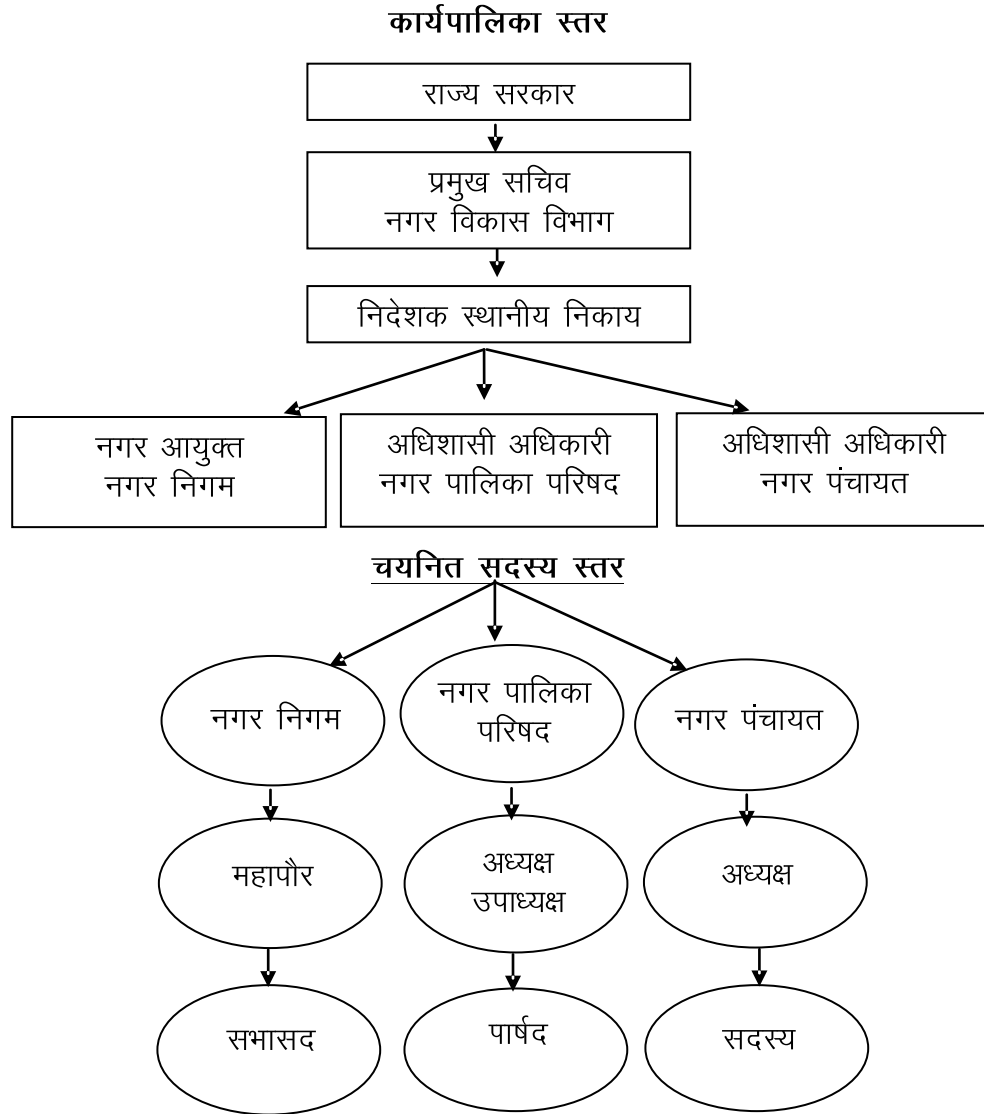 कार्यपालिका स्तर
राज्य सरकार
प्रमुख सचिव
नगर विकास विभाग
निदेशक स्थानीय निकाय
नगर आयुक्त
नगर निगम
अधिशासी अधिकारी
नगर पालिका परिषद
अधिशासी अधिकारी
नगर पंचायत
चयनित सदस्य स्तर
नगर निगम
नगर पालिका
परिषद
नगर पंचायत
महापौर
अध्यक्ष
उपाध्यक्ष
अध्यक्ष
सभासद
पार्षद
सदस्य